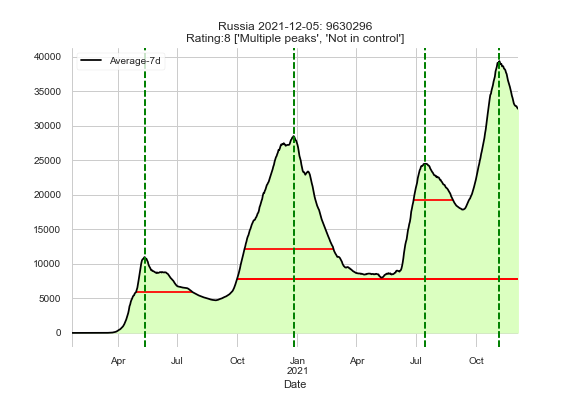 Russia 2021-12-05: 9630296
Rating:8 ['Multiple peaks', 'Not in control']
Average-7d
40000
35000
30000
25000
20000
15000
10000
5000
0
Apr Jul Oct Jan Apr Jul Oct
2021
Date